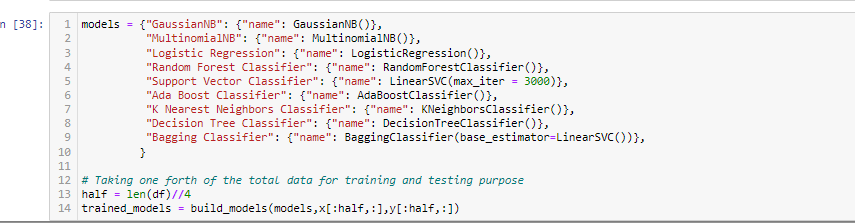 n [38]:
1 models = {"GaussianNB": {"name": GaussianNB()},
2 "MultinomialNB": {"name": MultinomialNB()},
3 "Logistic Regression": {"name": LogisticRegression()},
4 "Random Forest Classifier": {"name": RandomForestClassifier()},
5 "Support Vector Classifier": {"name": LinearSVC(max_iter = 3000)},
6 "Ada Boost Classifier": {"name": AdaBoostClassifier()},
7 "K Nearest Neighbors Classifier": {"name": KNeighborsClassifier()},
8 "Decision Tree Classifier": {"name": DecisionTreeClassifier()},
9 "Bagging Classifier": {"name": BaggingClassifier(base_estimator=LinearSVC())},
10 }
11
12 # Taking one forth of the total data for training and testing purpose
13 half = len(df)//4
14 trained_models = build_models(models,x[:half,:],y[:half,:])